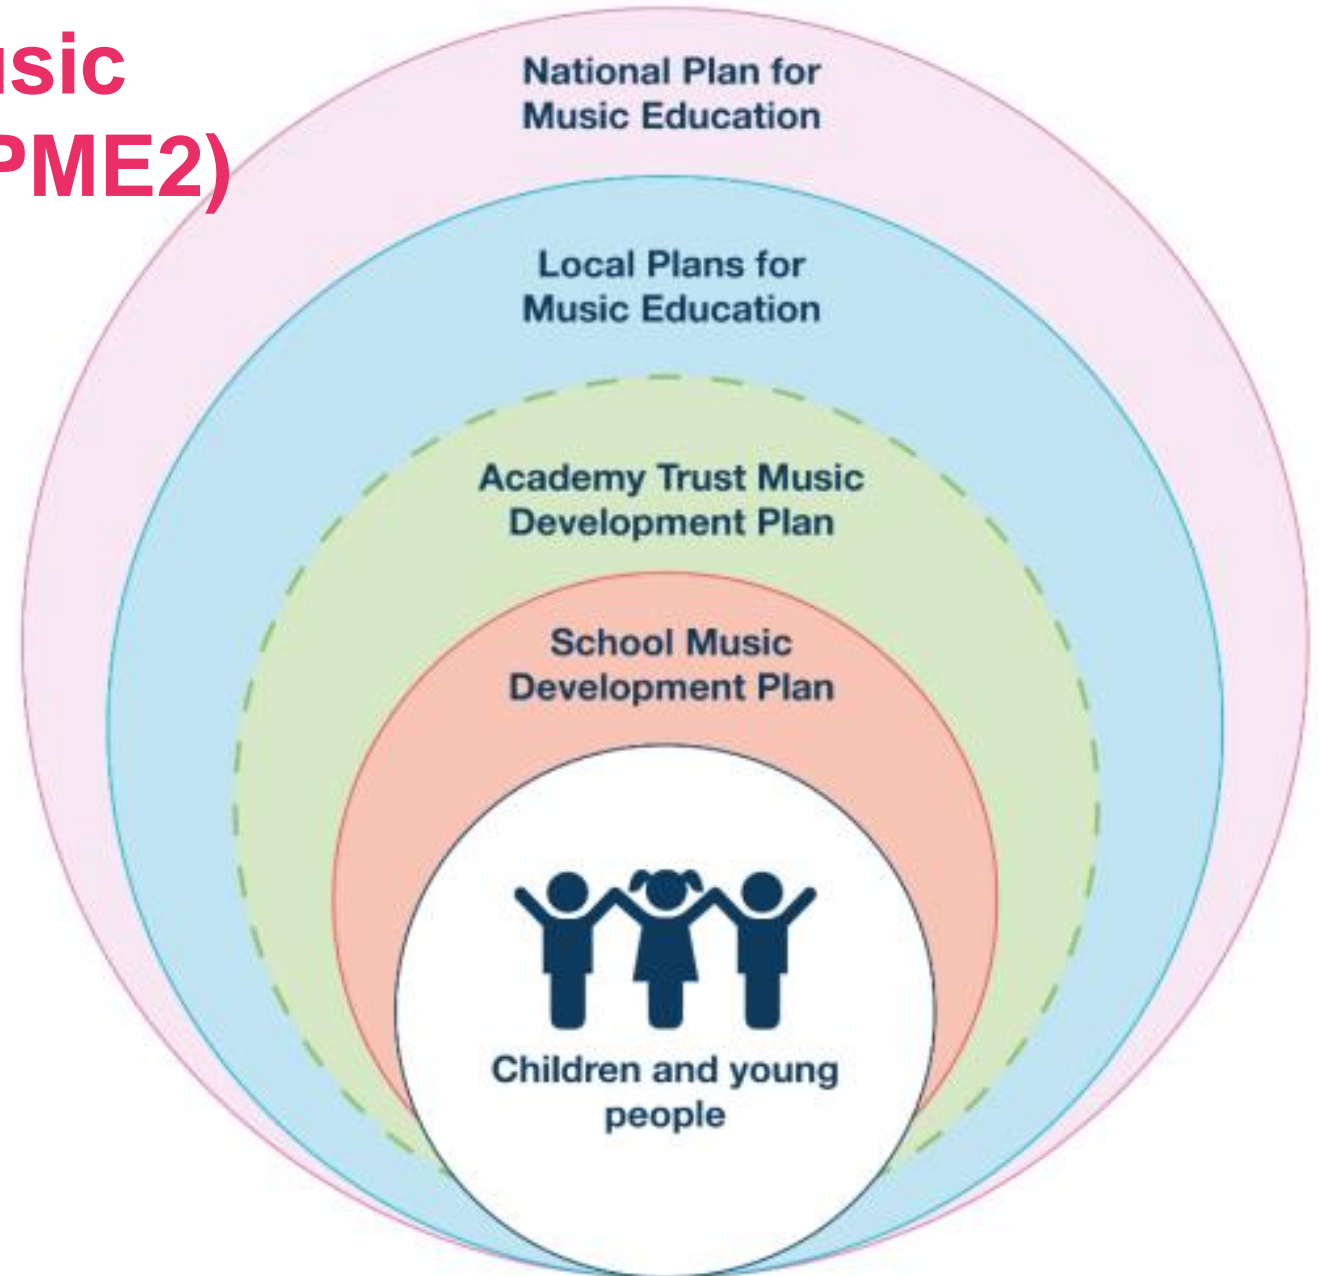 usic
PME2)
National Plan for
Music Education
Local Plans for
Music Education
Academy Trust Music
Development Plan
School Music
Development Plan
Children and young
people